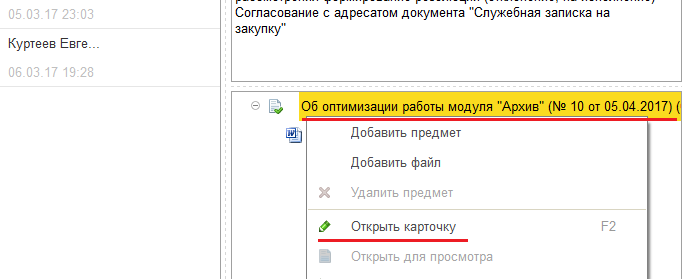 05.03.17 23:03
Куртеев Евге...
06.03.17 19:28
Согласование с адресатом документа "Служебная записка на
закупку"
Об оптимизации работы модуля "Архив" (№ 10 от 05.04.2017) (
Добавить предмет
Добавить файл
Удалить предмет
Открыть карточку F2
Открыть для просмотра